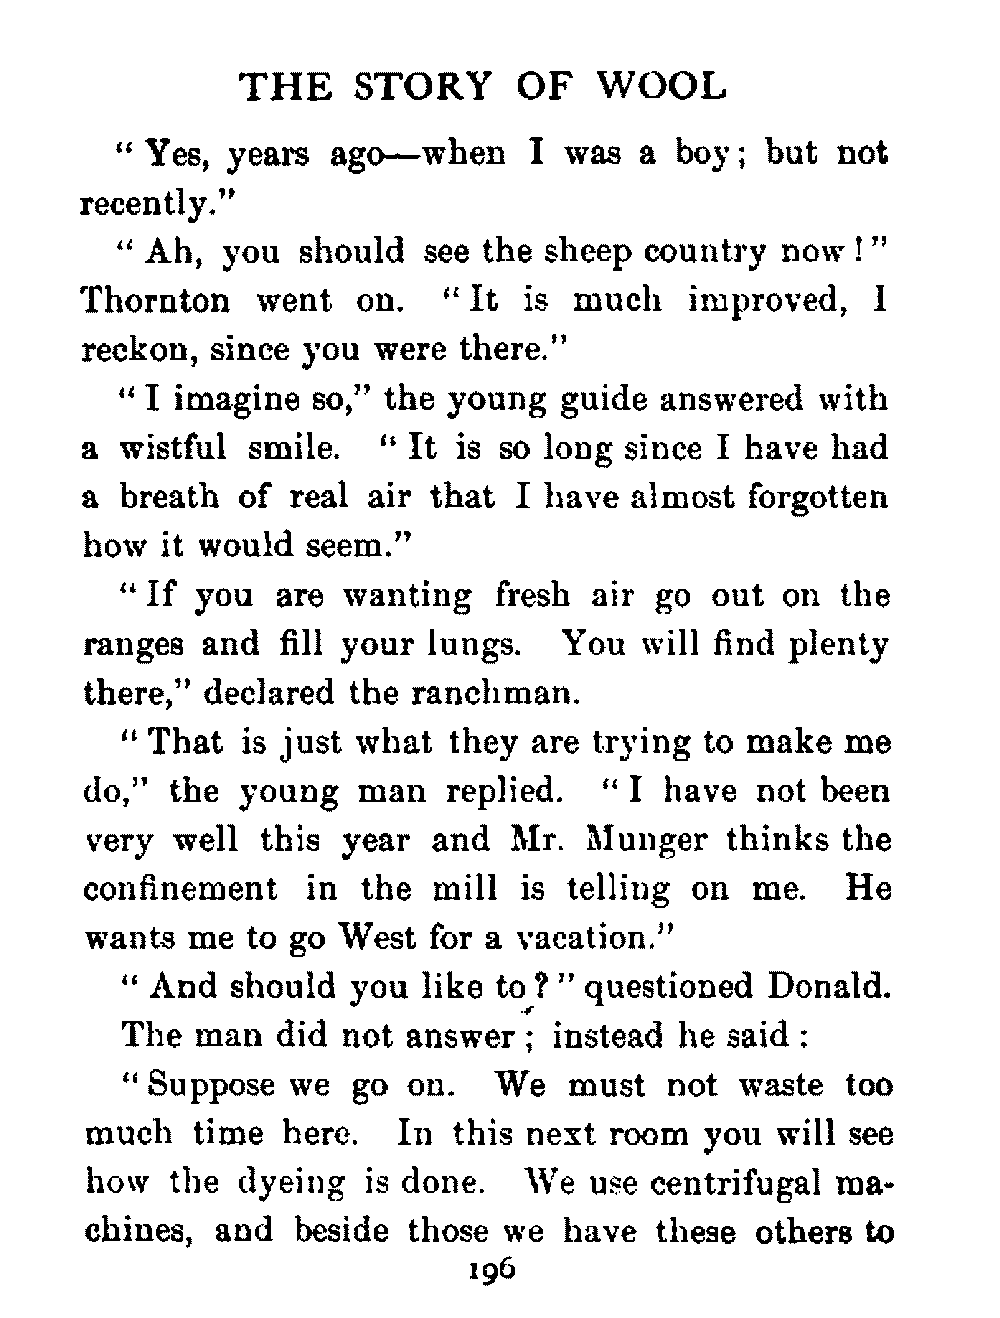 THE STORY OF WOOL
“ Yes, years ago—when I was a boy; but not
recently.”
“ Ah, you should see the sheep country now!”
Thornton went on. “ It is much improved, I
reckon, since you were there.”
“ I imagine so,” the young guide answered with
a wistful smile. “ It is so long since I have had
a breath of real air that I have almost forgotten
how it would seem.”
“ If you are wanting fresh air go out on the
ranges and fill your lungs. You will find plenty
there,” declared the ranchman.
“ That is just what they are trying to make me
do,” the young man replied. “ I have not been
very well this year and Mr. Munger thinks the
confinement in the mill is telling on me. He
wants me to go West for a vacation.”
“ And should you like to? ” questioned Donald.
The man did not answer; instead he said:
“ Suppose we go on. We must not waste too
much time here. In this next room you will see
how the dyeing is done. We use centrifugal ma-
chines, and beside those we have these others to
196